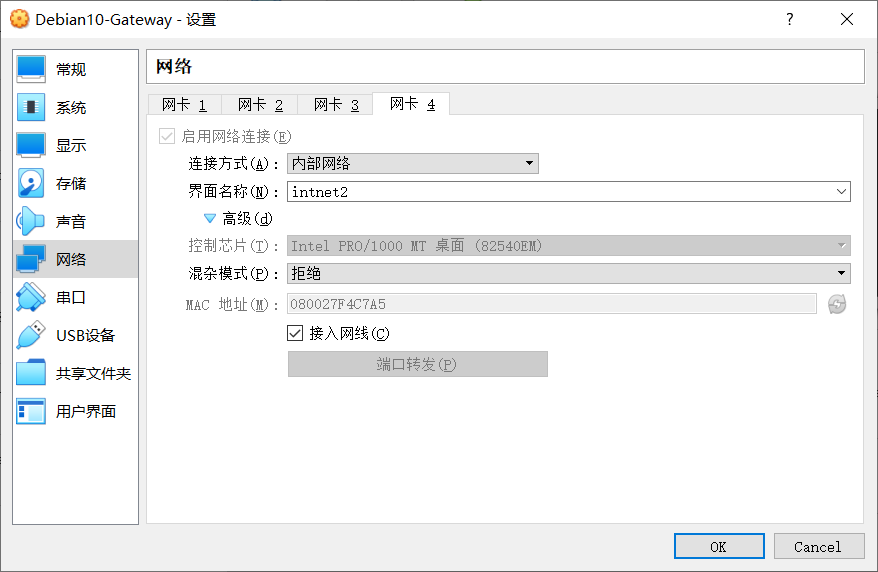 Debian10-Gateway - 设置
?
常规
系统
显示
存储
声音
网络
串口
USB设备
共享文件夹
用户界面
网络
网卡 1
网卡 2
网卡 3
网卡 4
启用网络连接(E)
连接方式(A): 内部网络
界面名称(N): intnet2
高级(d)
控制芯片(T): Intel PRO/1000 MT 桌面 (82540EM)
混杂模式(P): 拒绝
MAC 地址(M): 080027F4C7A5
接入网线(C)
端口转发(P)
OK
Cancel